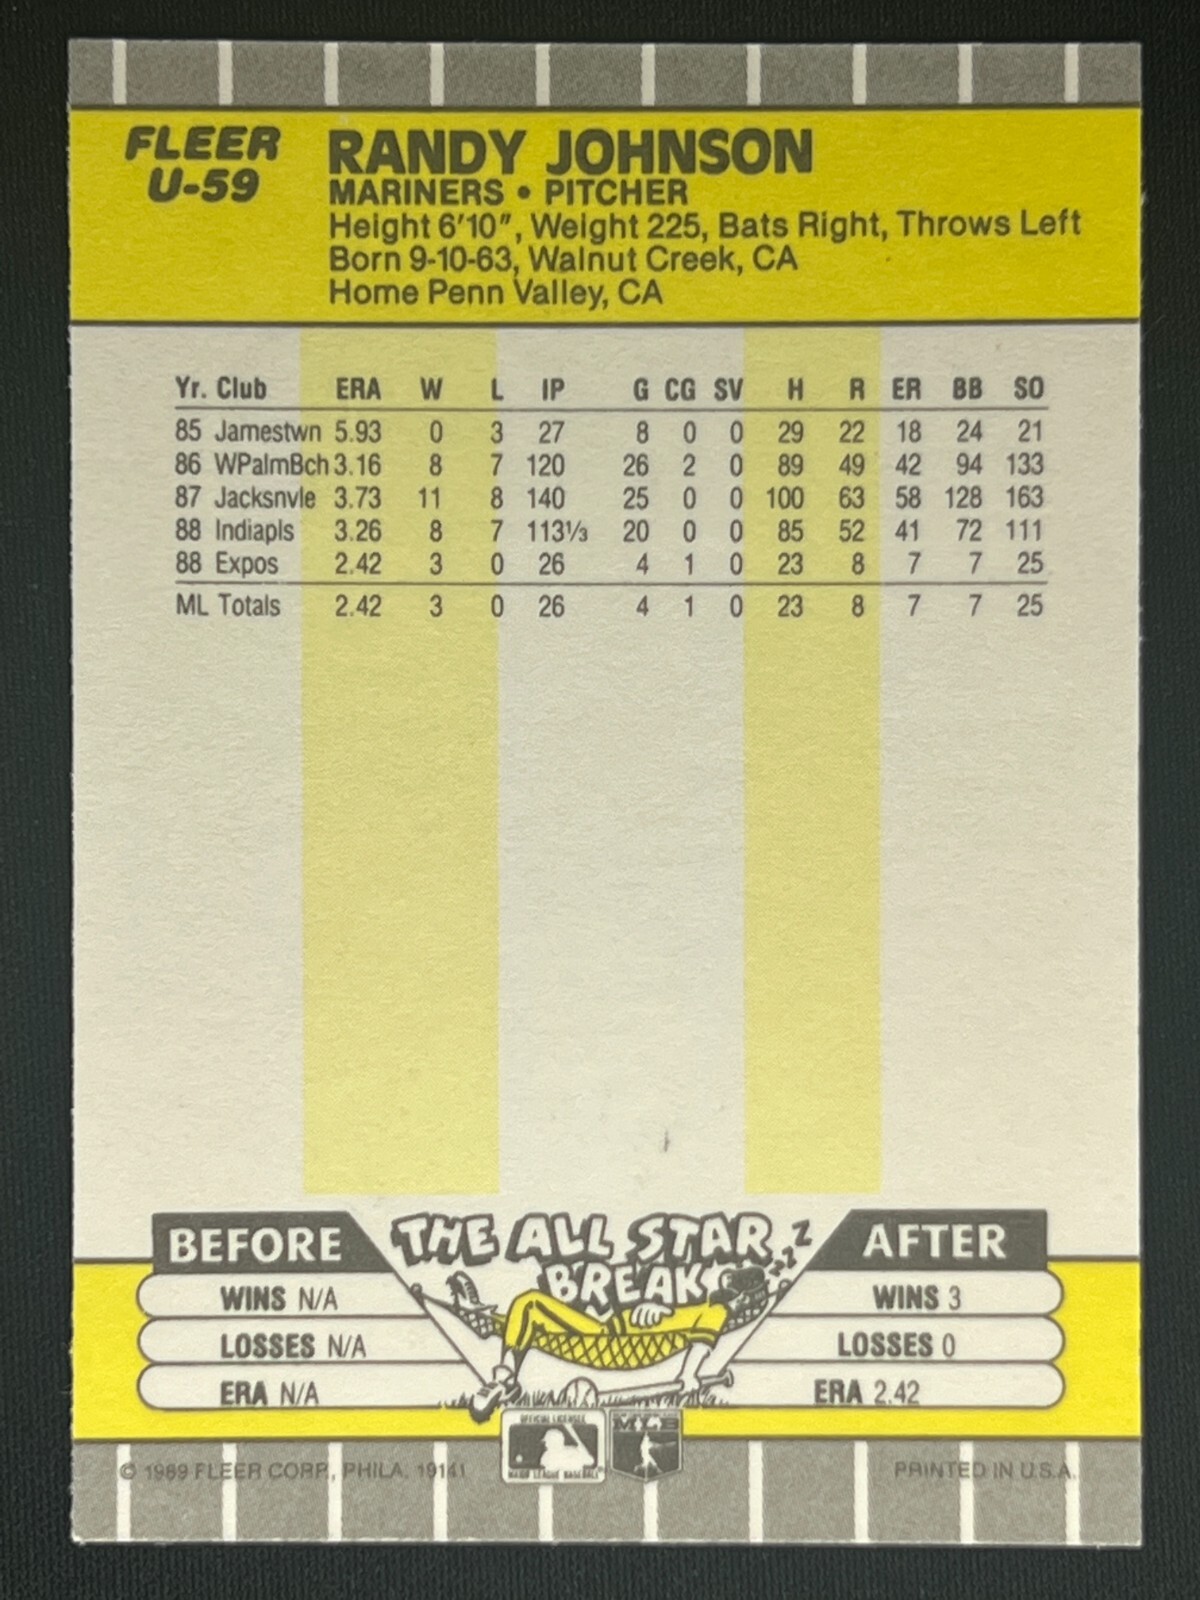 FLEER
U-59
RANDY JOHNSON
MARINERS • PITCHER
Height 6'10", Weight 225, Bats Right, Throws Left
Born 9-10-63, Walnut Creek, CA
Home Penn Valley, CA
Yr. Club ERA W L IP G CG SV H R ER BB SO
85 Jamestwn 5.93 0 3 27 8 0 0 29 22 18 24 21
86 WPalmBch 3.16 8 7 120 26 2 0 89 49 42 94 133
87 Jacksnvle 3.73 11 8 140 25 0 0 100 63 58 128 163
88 Indiapls 3.26 8 7 113⅓ 20 0 0 85 52 41 72 111
88 Expos 2.42 3 0 26 4 1 0 23 8 7 7 25
ML Totals 2.42 3 0 26 4 1 0 23 8 7 7 25
BEFORE
WINS N/A
LOSSES N/A
ERA N/A
THE ALL STAR
BREAK
ZZZZ
AFTER
WINS 3
LOSSES 0
ERA 2.42
OFFICIAL LICENSEE
MAJOR LEAGUE BASEBALL
MLB
© 1989 FLEER CORP., PHILA. 19141
PRINTED IN U.S.A.